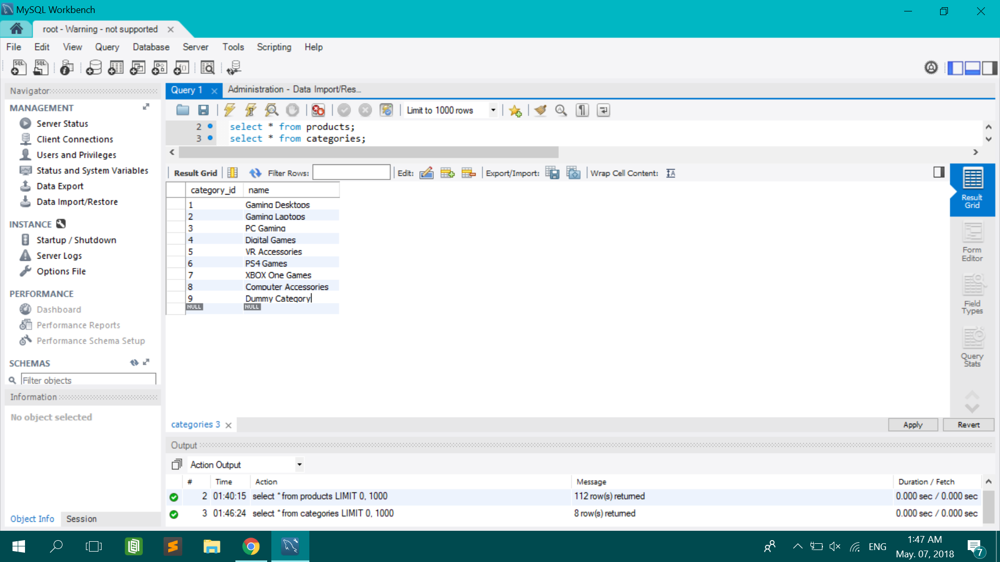 MySQL Workbench
root - Warning - not supported
File Edit View Query Database Server Tools Scripting Help
Navigator
MANAGEMENT
Server Status
Client Connections
Users and Privileges
Status and System Variables
Data Export
Data Import/Restore
INSTANCE
Startup / Shutdown
Server Logs
Options File
PERFORMANCE
Dashboard
Performance Reports
Performance Schema Setup
SCHEMAS
Filter objects
Information
No object selected
Object Info Session
Query 1 Administration - Data Import/Res...
Limit to 1000 rows
2 select * from products;
3 select * from categories;
Result Grid Filter Rows: Edit: Export/Import: Wrap Cell Content:
category_id name
1 Gaming Desktops
2 Gaming Laptops
3 PC Gaming
4 Digital Games
5 VR Accessories
6 PS4 Games
7 XBOX One Games
8 Computer Accessories
9 Dummy Category
NULL NULL
Result
Grid
Form
Editor
Field
Types
Query
Stats
categories 3 Apply Revert
Output
Action Output
# Time Action Message Duration / Fetch
2 01:40:15 select * from products LIMIT 0, 1000 112 row(s) returned 0.000 sec / 0.000 sec
3 01:46:24 select * from categories LIMIT 0, 1000 8 row(s) returned 0.000 sec / 0.000 sec
ENG
1:47 AM
May. 07, 2018
7